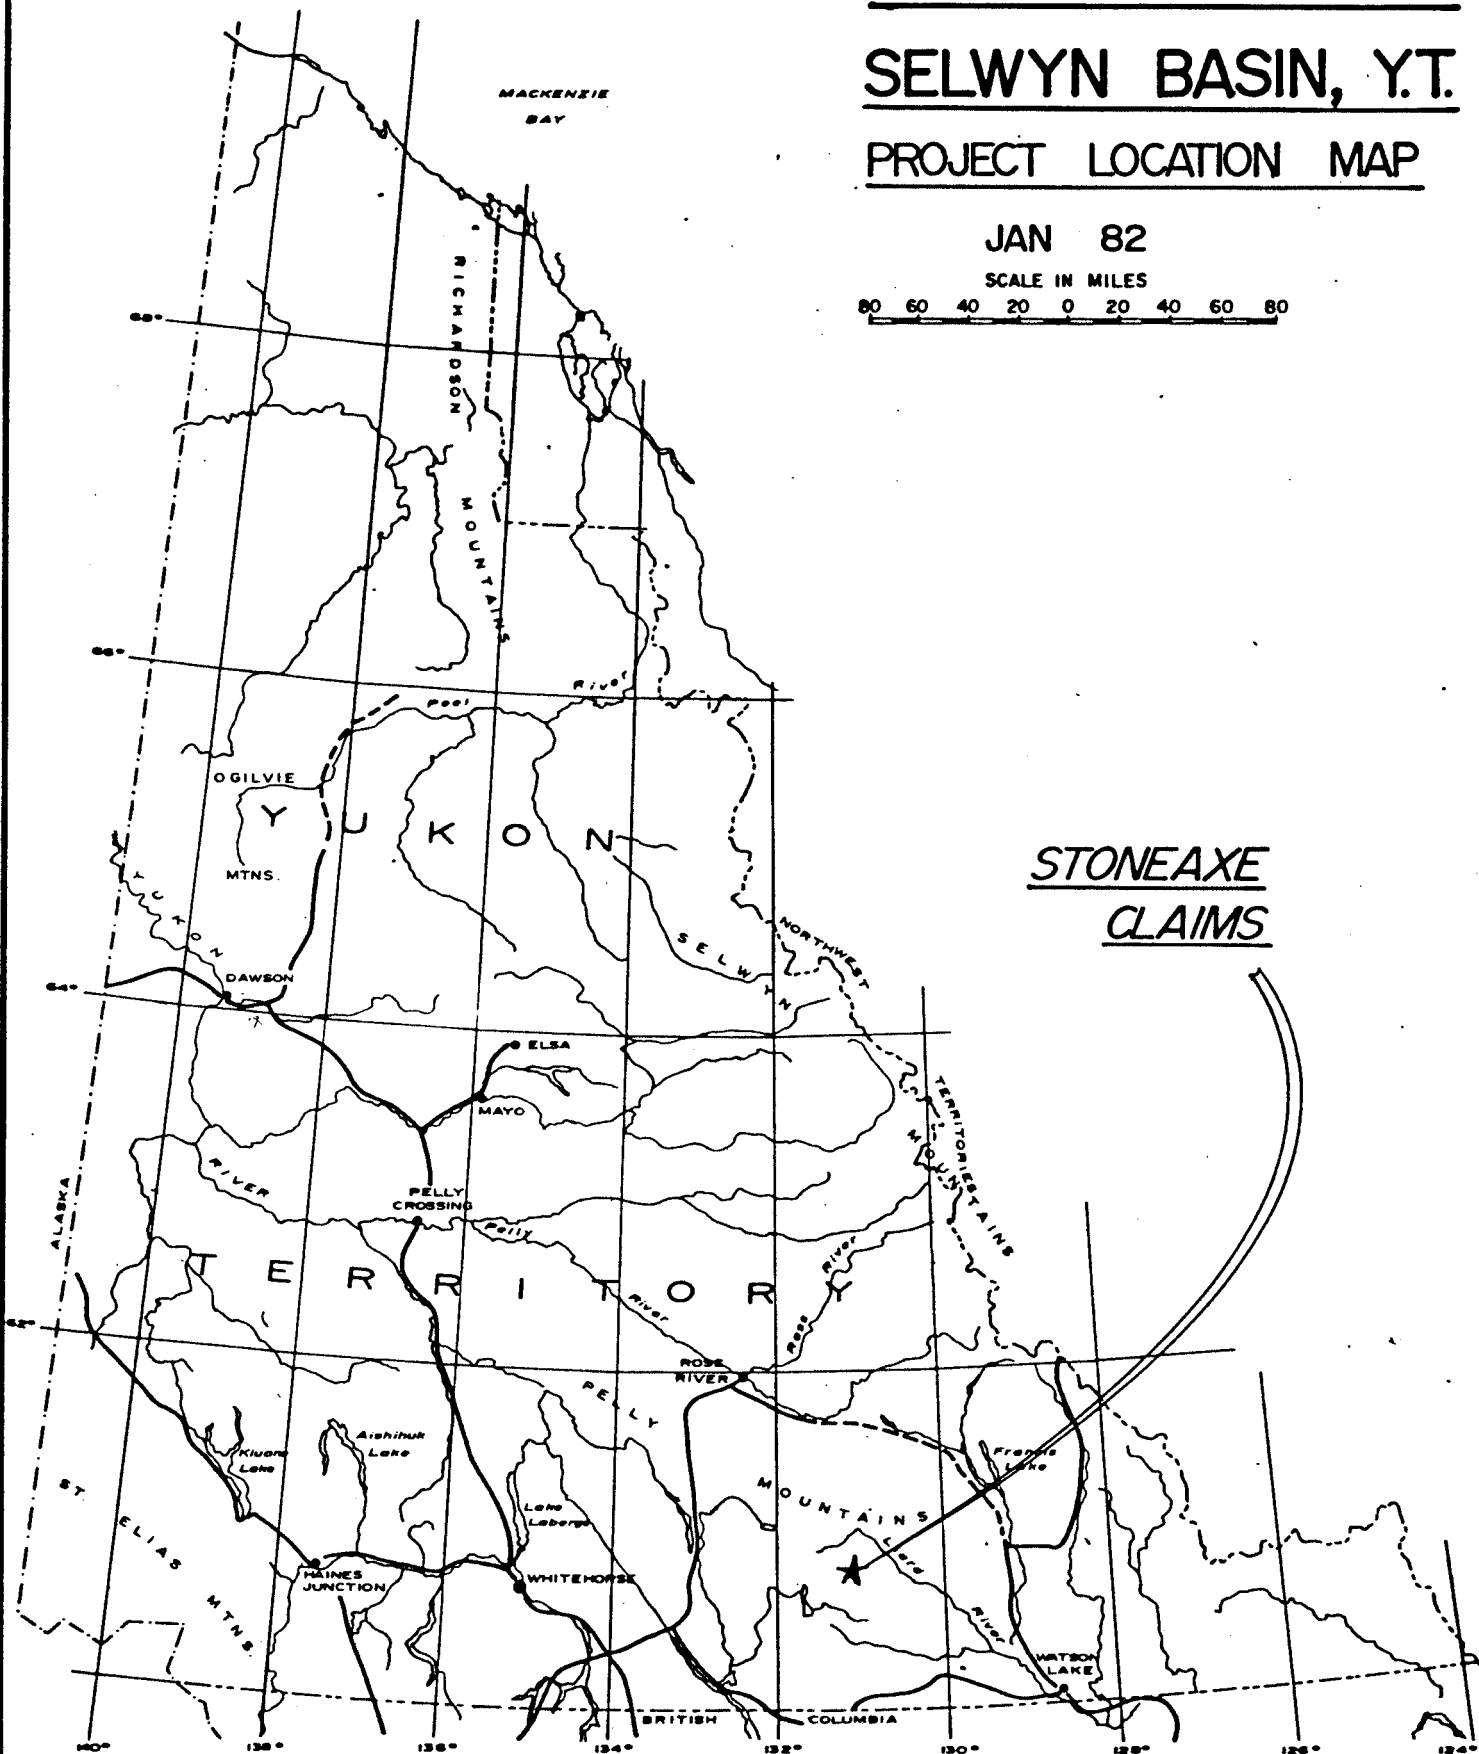 SELWYN BASIN, Y.T.
PROJECT LOCATION MAP
JAN 82
SCALE IN MILES
80 60 40 20 0 20 40 60 80
MACKENZIE
BAY
RICHARDSON
MOUNTAINS
68°
66°
Peel River
OGILVIE
MTNS.
YUKON
YUKON
SELWYN
NORTHWEST
STONEAXE
CLAIMS
64°
DAWSON
ELSA
MAYO
TERRITORIES
MOUNTAINS
RIVER
PELLY
CROSSING
Pelly
River
ALASKA
TERRITORY
Ross River
62°
ROSS
RIVER
PELLY
MOUNTAINS
Kluane
Lake
Aishihuk
Lake
Francis
Lake
Lake
Laberge
ST ELIAS MTNS.
HAINES
JUNCTION
WHITEHORSE
Liard
River
WATSON
LAKE
BRITISH COLUMBIA
140° 138° 136° 134° 132° 130° 128° 126° 124°